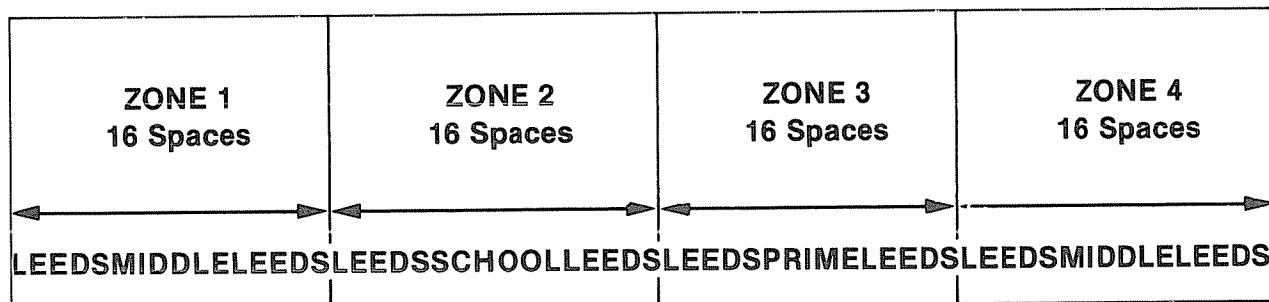 ZONE 1 ZONE 2 ZONE 3 ZONE 4
16 Spaces 16 Spaces 16 Spaces 16 Spaces
LEEDSMIDDLELEEDSLEEDSSCHOOLLEEDSLEEDSPRIMELEEDSLEEDSMIDDLELEEDS